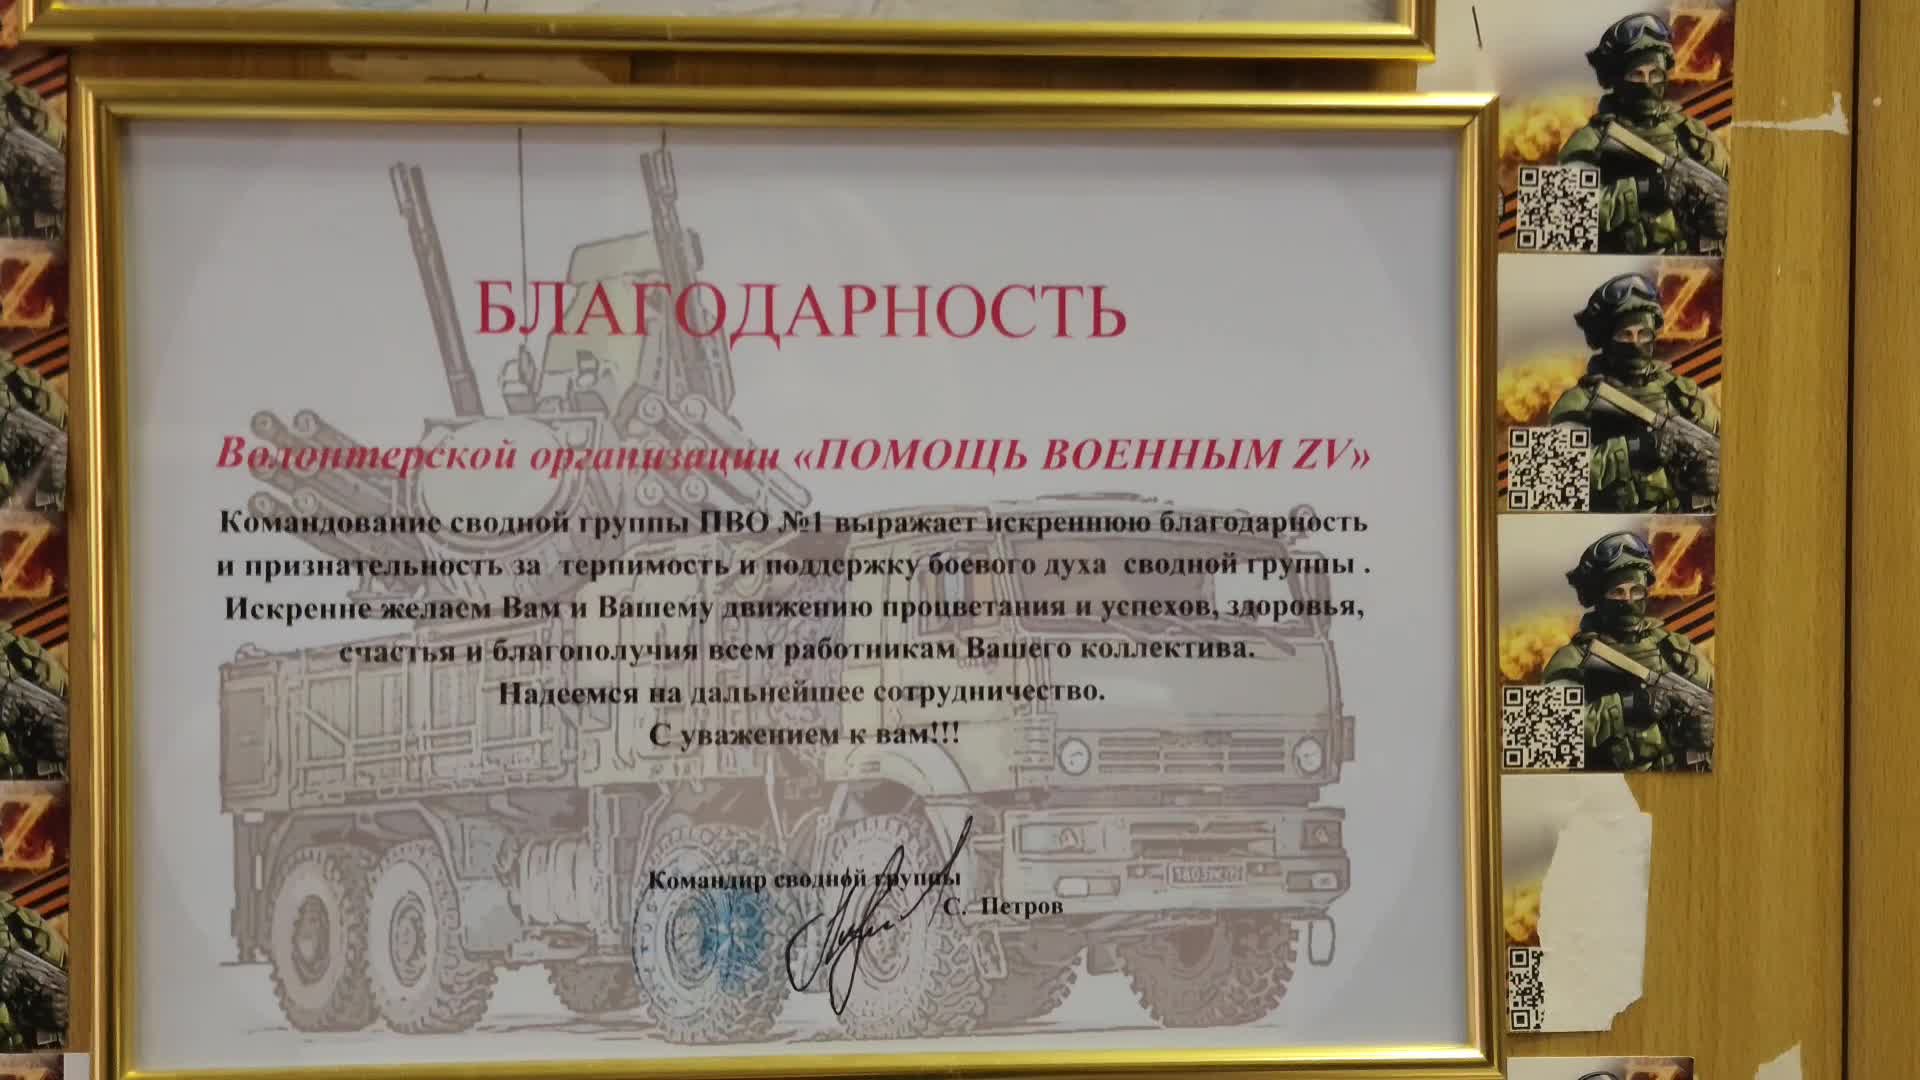 БЛАГОДАРНОСТЬ
Волонтерской организации «ПОМОЩЬ ВОЕННЫМ ZV»
Командование сводной группы ПВО №1 выражает искреннюю благодарность
и признательность за терпимость и поддержку боевого духа сводной группы .
Искренне желаем Вам и Вашему движению процветания и успехов, здоровья,
счастья и благополучия всем работникам Вашего коллектива.
Надеемся на дальнейшее сотрудничество.
С уважением к вам!!!
Командир сводной группы
С. Петров
Z
Z
Z
Z
Z
Z